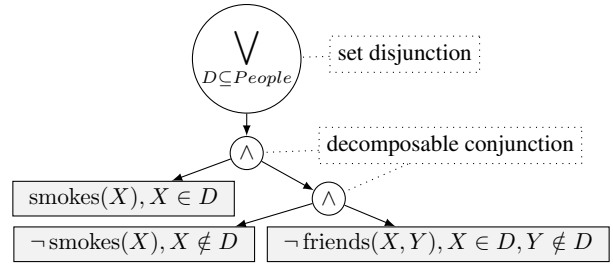 ⋁
D⊆People
set disjunction
∧
decomposable conjunction
smokes(X), X ∈ D
∧
¬ smokes(X), X ∉ D
¬ friends(X, Y), X ∈ D, Y ∉ D